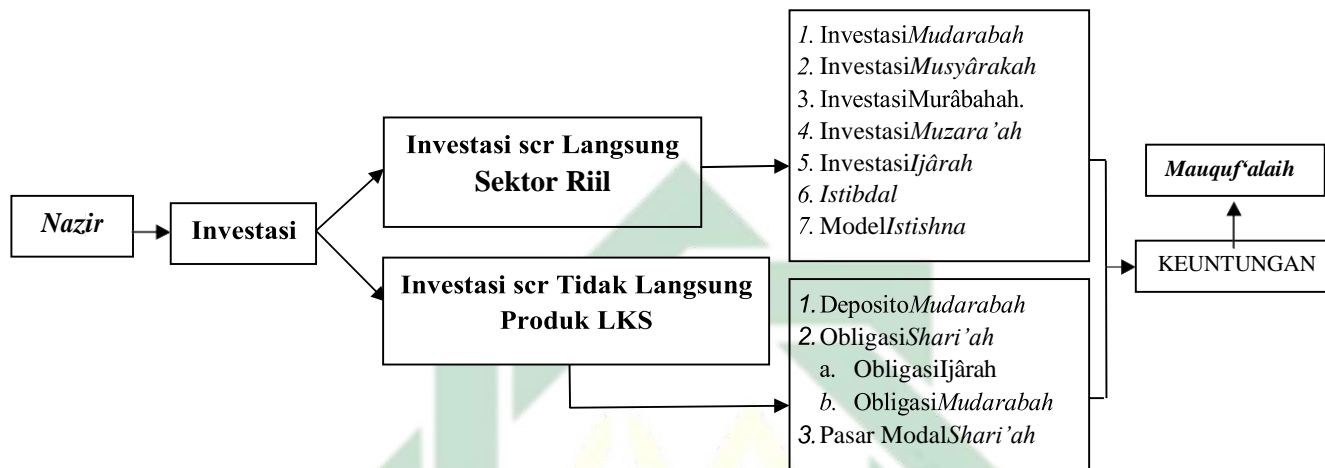 Nazir
Investasi
Investasi scr Langsung
Sektor Riil
Investasi scr Tidak Langsung
Produk LKS
1. InvestasiMudarabah
2. InvestasiMusyârakah
3. InvestasiMurâbahah.
4. InvestasiMuzara’ah
5. InvestasiIjârah
6. Istibdal
7. ModelIstishna
1. DepositoMudarabah
2. ObligasiShari’ah
a. ObligasiIjârah
b. ObligasiMudarabah
3. Pasar ModalShari’ah
KEUNTUNGAN
Mauquf‘alaih